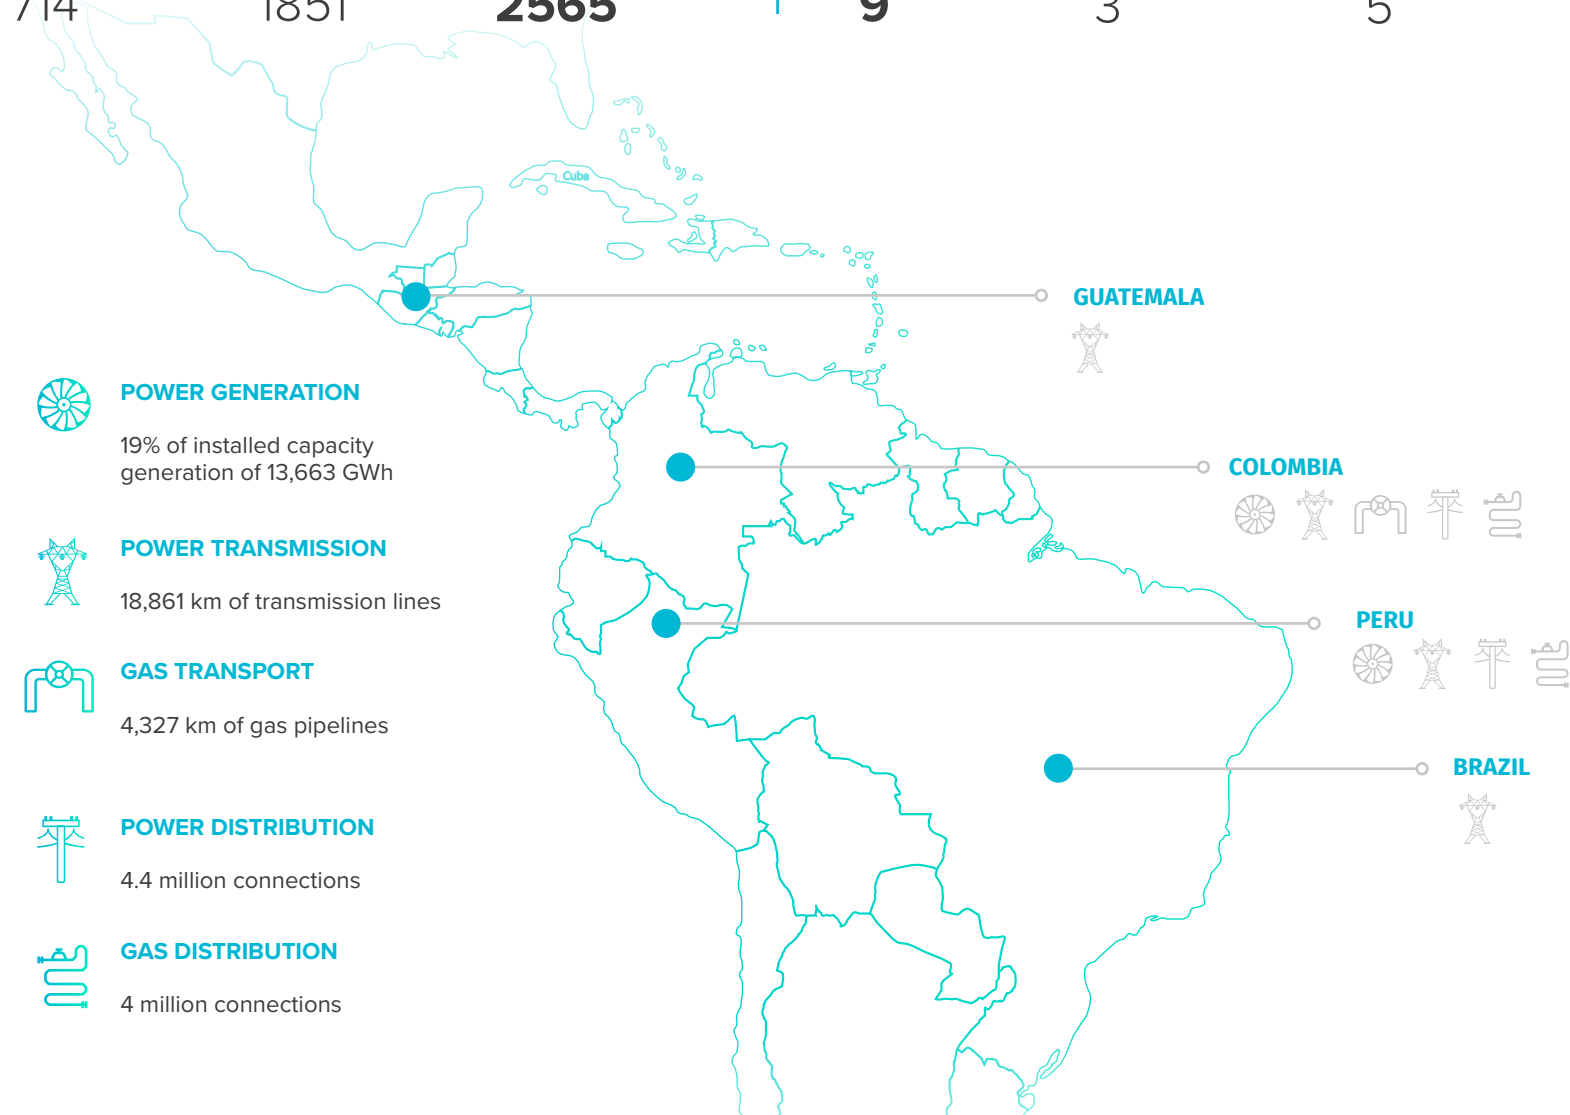 714 1851 2565 9 3 5
Cuba
GUATEMALA
POWER GENERATION
19% of installed capacity
generation of 13,663 GWh
COLOMBIA
POWER TRANSMISSION
18,861 km of transmission lines
PERU
GAS TRANSPORT
4,327 km of gas pipelines
BRAZIL
POWER DISTRIBUTION
4.4 million connections
GAS DISTRIBUTION
4 million connections